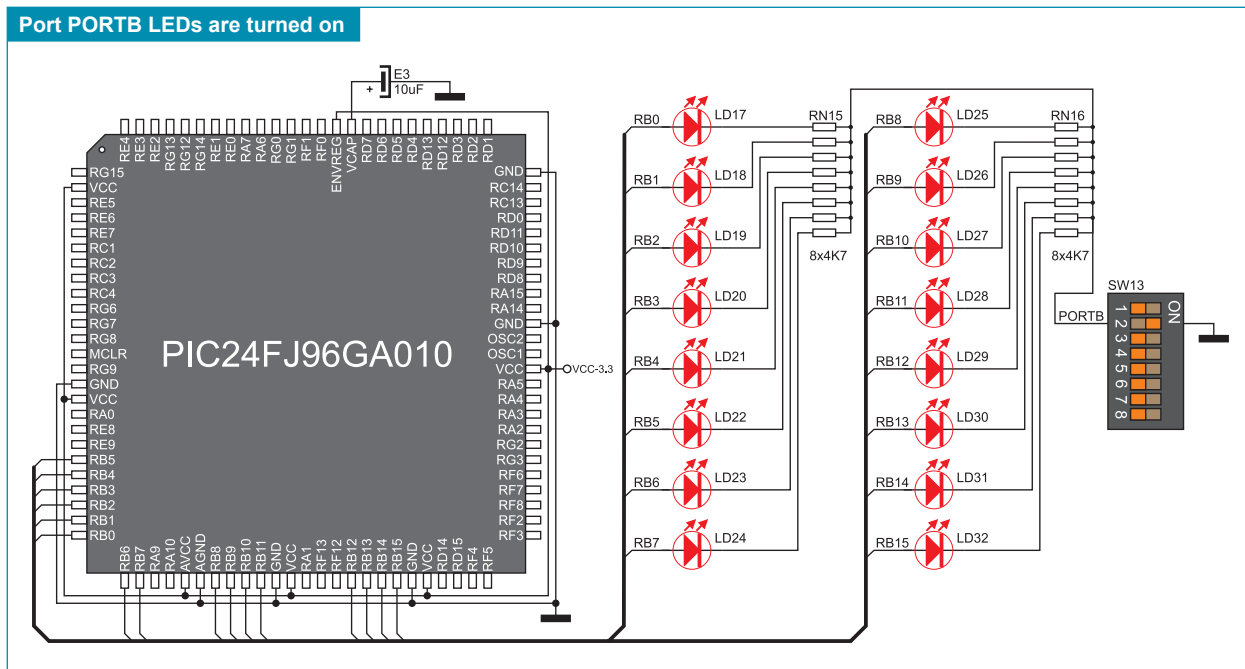 Port PORTB LEDs are turned on
E3
+ 10uF
RE4
RE3
RE2
RG13
RG12
RG14
RE1
RE0
RA7
RA6
RG0
RG1
RF1
RF0
ENVREG
VCAP
RD7
RD6
RD5
RD4
RD13
RD12
RD3
RD2
RD1
RG15
VCC
RE5
RE6
RE7
RC1
RC2
RC3
RC4
RG6
RG7
RG8
MCLR
RG9
GND
VCC
RA0
RE8
RE9
RB5
RB4
RB3
RB2
RB1
RB0
PIC24FJ96GA010
GND
RC14
RC13
RD0
RD11
RD10
RD9
RD8
RA15
RA14
GND
OSC2
OSC1
VCC
RA5
RA4
RA3
RA2
RG2
RG3
RF6
RF7
RF8
RF2
RF3
VCC-3.3
RB6
RB7
RA9
RA10
AVCC
AGND
RB8
RB9
RB10
RB11
GND
VCC
RA1
RF13
RF12
RB12
RB13
RB14
RB15
GND
VCC
RD14
RD15
RF4
RF5
RB0 LD17 RN15
RB1 LD18
RB2 LD19
8x4K7
RB3 LD20
RB4 LD21
RB5 LD22
RB6 LD23
RB7 LD24
RB8 LD25 RN16
RB9 LD26
RB10 LD27
8x4K7
RB11 LD28
RB12 LD29
RB13 LD30
RB14 LD31
RB15 LD32
SW13
PORTB
ON
1
2
3
4
5
6
7
8